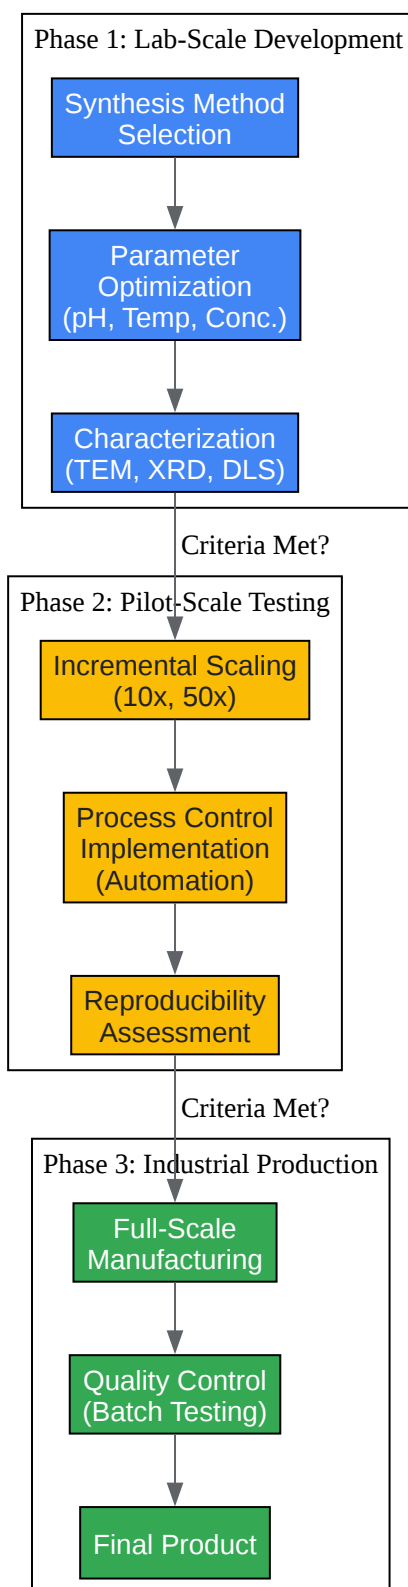 Phase 1: Lab-Scale Development
Synthesis Method
Selection
Parameter
Optimization
(pH, Temp, Conc.)
Characterization
(TEM, XRD, DLS)
Criteria Met?
Phase 2: Pilot-Scale Testing
Incremental Scaling
(10x, 50x)
Process Control
Implementation
(Automation)
Reproducibility
Assessment
Criteria Met?
Phase 3: Industrial Production
Full-Scale
Manufacturing
Quality Control
(Batch Testing)
Final Product